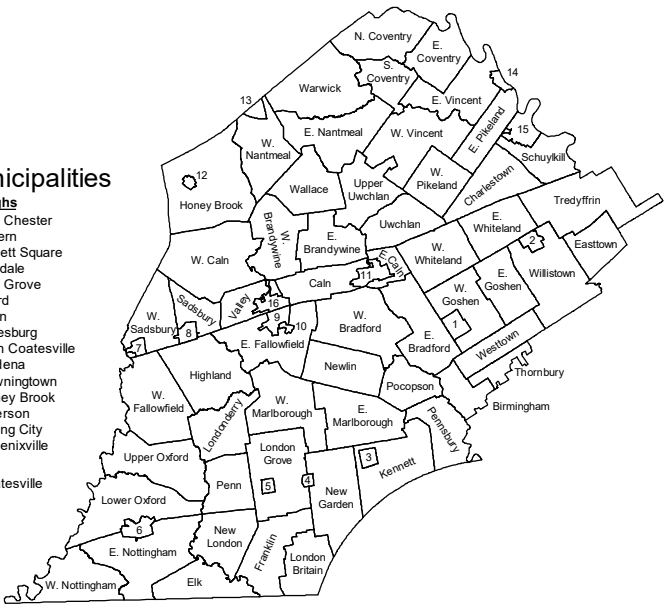 nicipalities
ghs
Chester
ern
ett Square
dale
Grove
rd
n
esburg
h Coatesville
dena
wningtown
ney Brook
erson
ng City
enixville
atesville
N. Coventry
E.
Coventry
S.
Coventry
14
Warwick
13
E. Vincent
E. Nantmeal
W. Vincent
E. Pikeland
15
W.
Nantmeal
Schuylkill
12
Honey Brook
Wallace
Upper
Uwchlan
W.
Pikeland
Charlestown
Tredyffrin
W.
Brandywine
E.
Brandywine
Uwchlan
E.
Whiteland
Easttown
W. Caln
W.
Whiteland
2
Willistown
E. Caln
11
Caln
W.
Goshen
E.
Goshen
Valley
16
W.
Sadsbury
Sadsbury
8
7
9
10
W.
Bradford
1
E.
Bradford
Westtown
E. Fallowfield
Thornbury
Highland
Newlin
Pocopson
Birmingham
W.
Fallowfield
Londonderry
W.
Marlborough
E.
Marlborough
Pennsbury
Upper Oxford
London
Grove
3
Kennett
Penn
5
4
New
Garden
Lower Oxford
6
New
London
Franklin
E. Nottingham
London
Britain
W. Nottingham
Elk